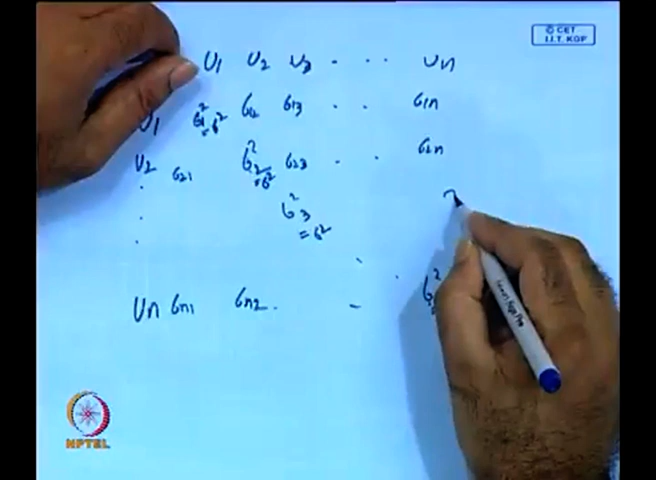 © CET
I.I.T. KGP
U1 U2 U3 . . . Un
U1 σ1² = σ² σ12 σ13 . . σ1n
U2 σ21 σ2² = σ² σ23 . . σ2n
.
. σ3² = σ²
.
Un σn1 σn2 . –
NPTEL